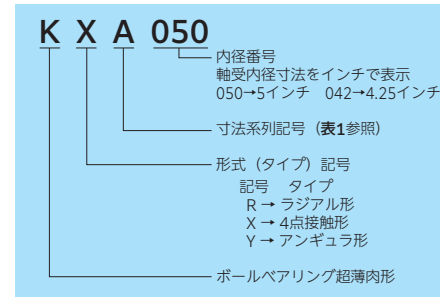 K X A 050
内径番号
軸受内径寸法をインチで表示
050→5インチ 042→4.25インチ
寸法系列記号（表1参照）
形式（タイプ）記号
記号 タイプ
R → ラジアル形
X → 4点接触形
Y → アンギュラ形
ボールベアリング超薄肉形